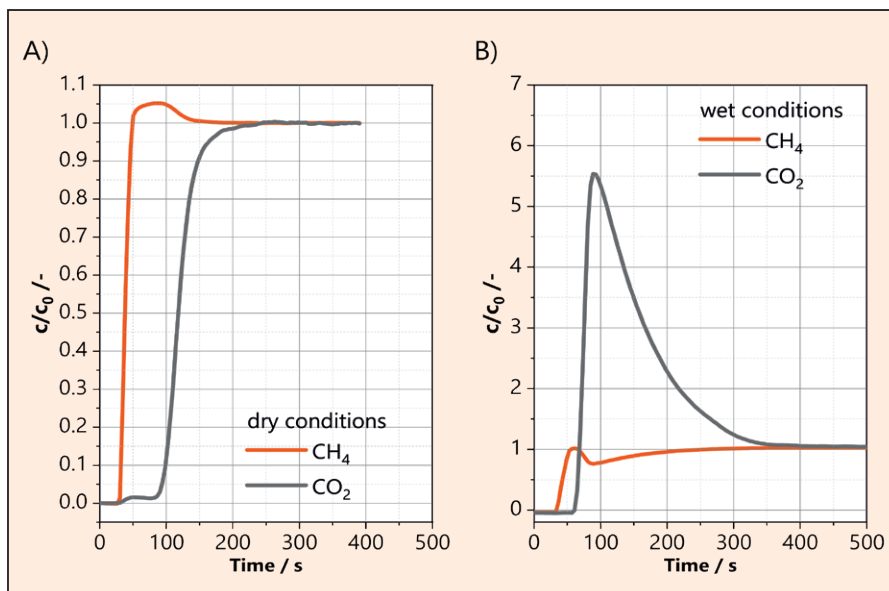 A)
1.1
1.0
0.9
0.8
0.7
0.6
0.5
0.4
0.3
0.2
0.1
0.0
c/c₀ /-
dry conditions
CH₄
CO₂
0 100 200 300 400 500
Time / s
B)
7
6
5
4
3
2
1
0
c/c₀ /-
wet conditions
CH₄
CO₂
0 100 200 300 400 500
Time / s